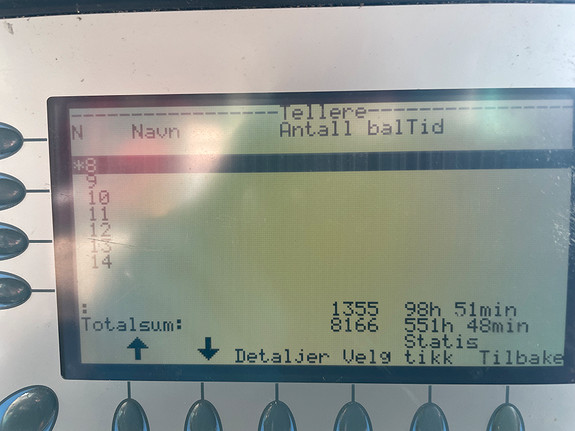 --------------------Tellere--------------------
N Navn Antall balTid
*8
9
10
11
12
13
14
: 1355 98h 51min
Totalsum: 8166 551h 48min
Statis
Detaljer Velg tikk Tilbake